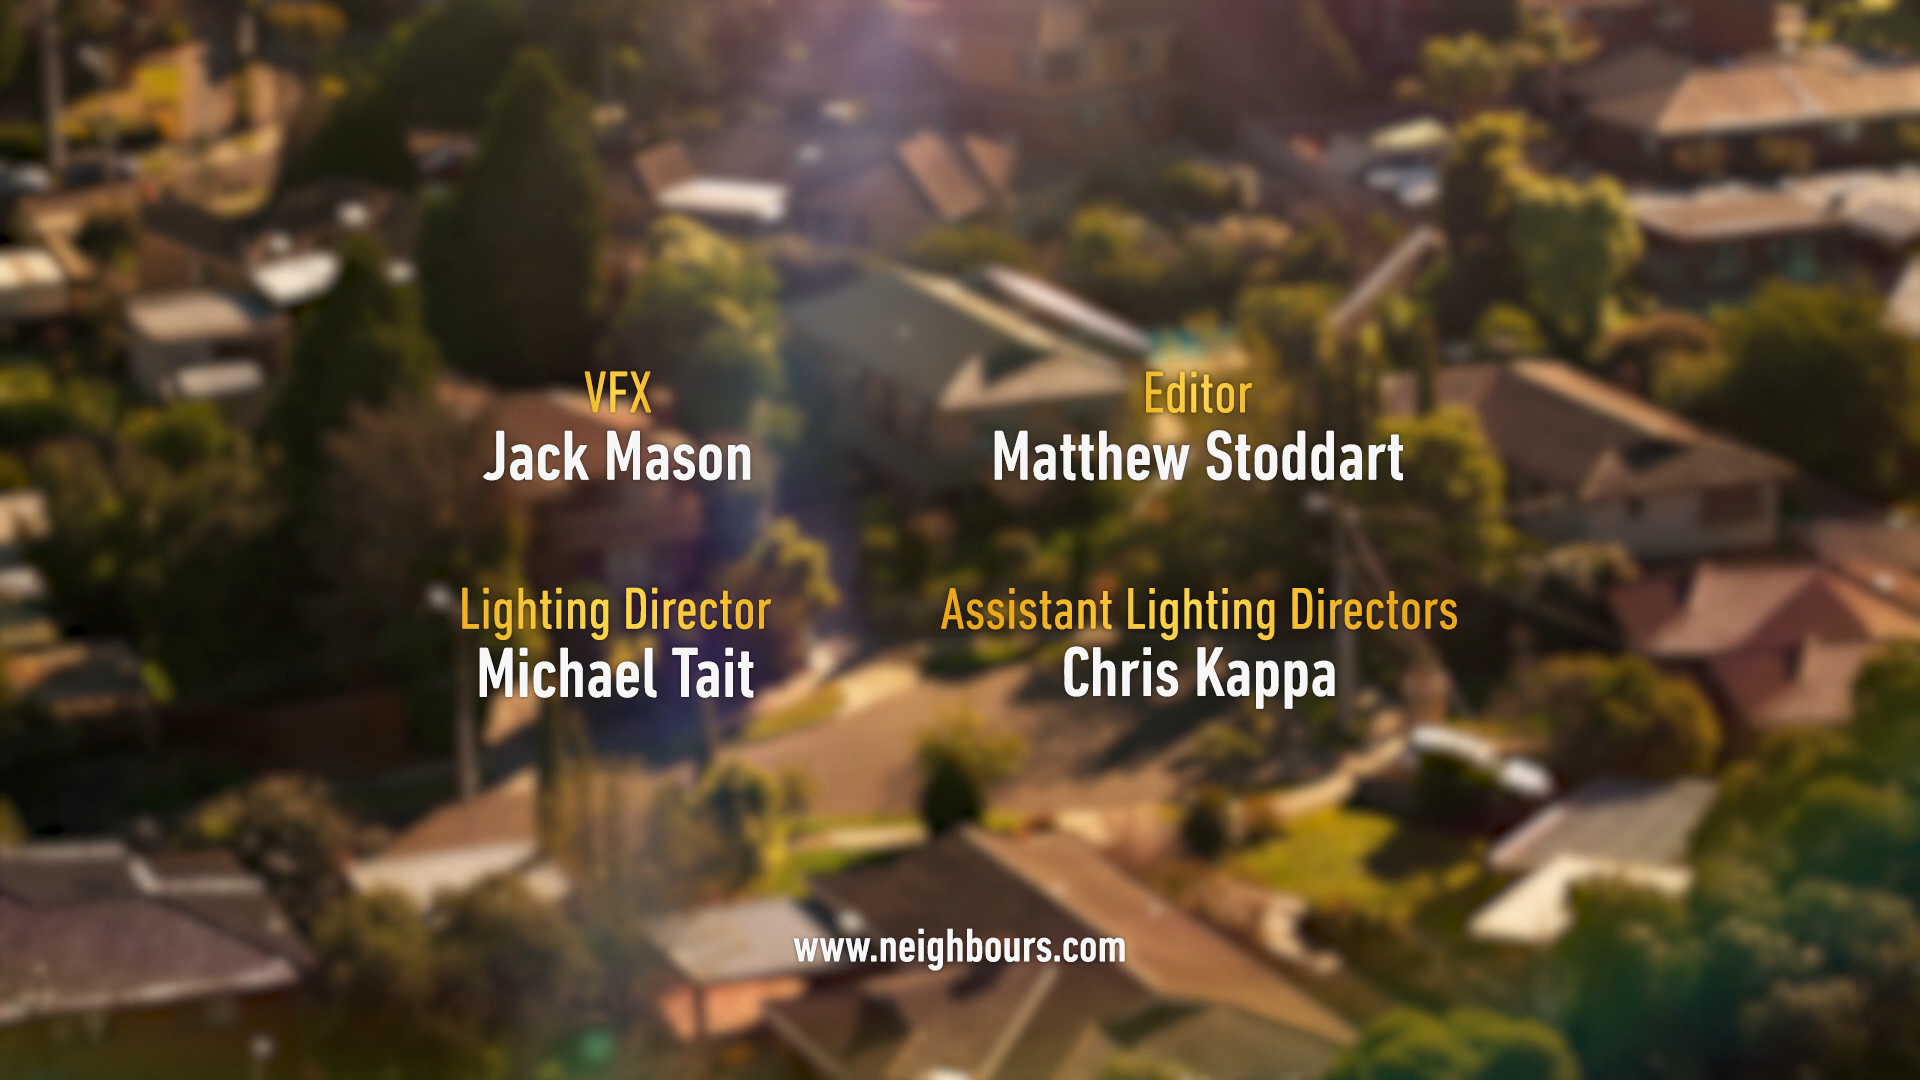 VFX
Jack Mason
Editor
Matthew Stoddart
Lighting Director
Michael Tait
Assistant Lighting Directors
Chris Kappa
www.neighbours.com